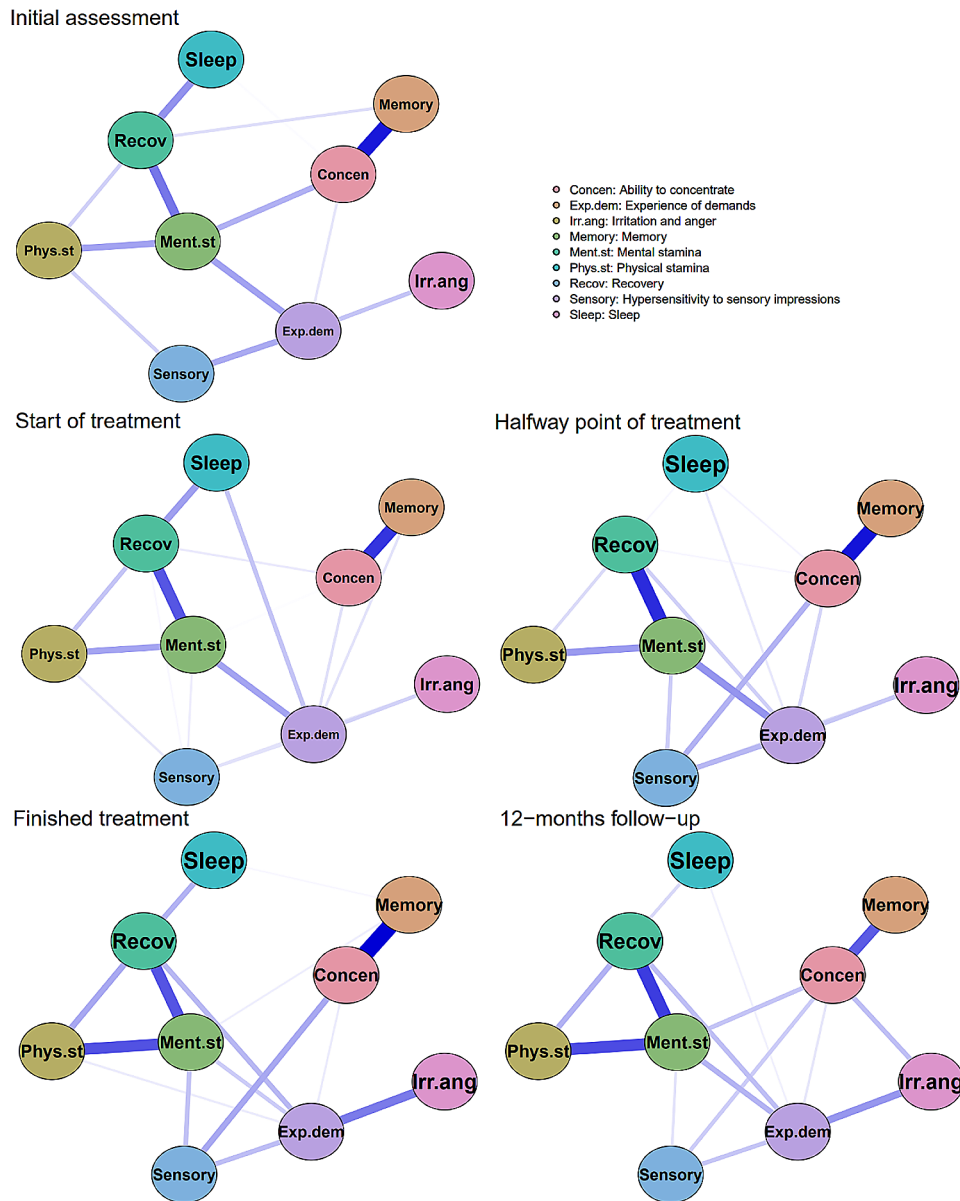 Initial assessment
Sleep
Memory
Recov
Concen
Ment.st
Phys.st
Irr.ang
Exp.dem
Sensory
Concen: Ability to concentrate
Exp.dem: Experience of demands
Irr.ang: Irritation and anger
Memory: Memory
Ment.st: Mental stamina
Phys.st: Physical stamina
Recov: Recovery
Sensory: Hypersensitivity to sensory impressions
Sleep: Sleep
Start of treatment
Sleep
Memory
Recov
Concen
Ment.st
Phys.st
Irr.ang
Exp.dem
Sensory
Halfway point of treatment
Sleep
Memory
Recov
Concen
Ment.st
Phys.st
Irr.ang
Exp.dem
Sensory
Finished treatment
Sleep
Memory
Recov
Concen
Ment.st
Phys.st
Irr.ang
Exp.dem
Sensory
12−months follow−up
Sleep
Memory
Recov
Concen
Ment.st
Phys.st
Irr.ang
Exp.dem
Sensory